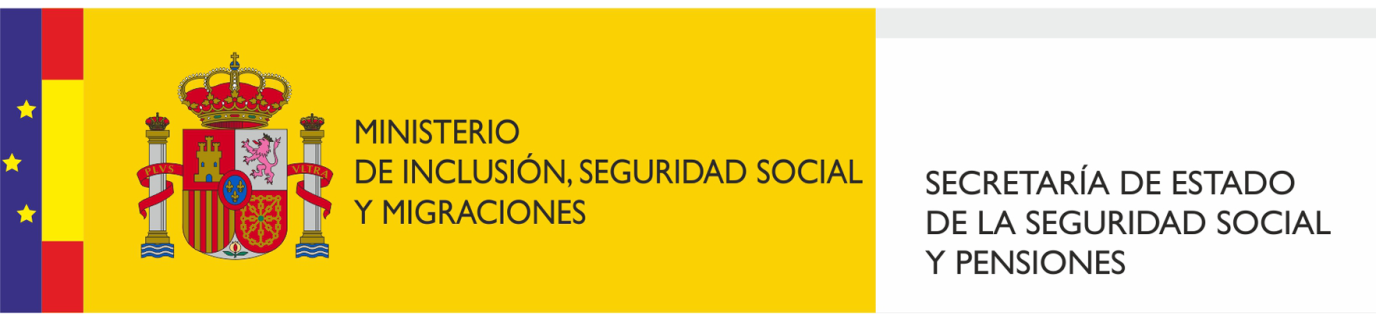 PLVS VLTRA
MINISTERIO
DE INCLUSIÓN, SEGURIDAD SOCIAL
Y MIGRACIONES
SECRETARÍA DE ESTADO
DE LA SEGURIDAD SOCIAL
Y PENSIONES